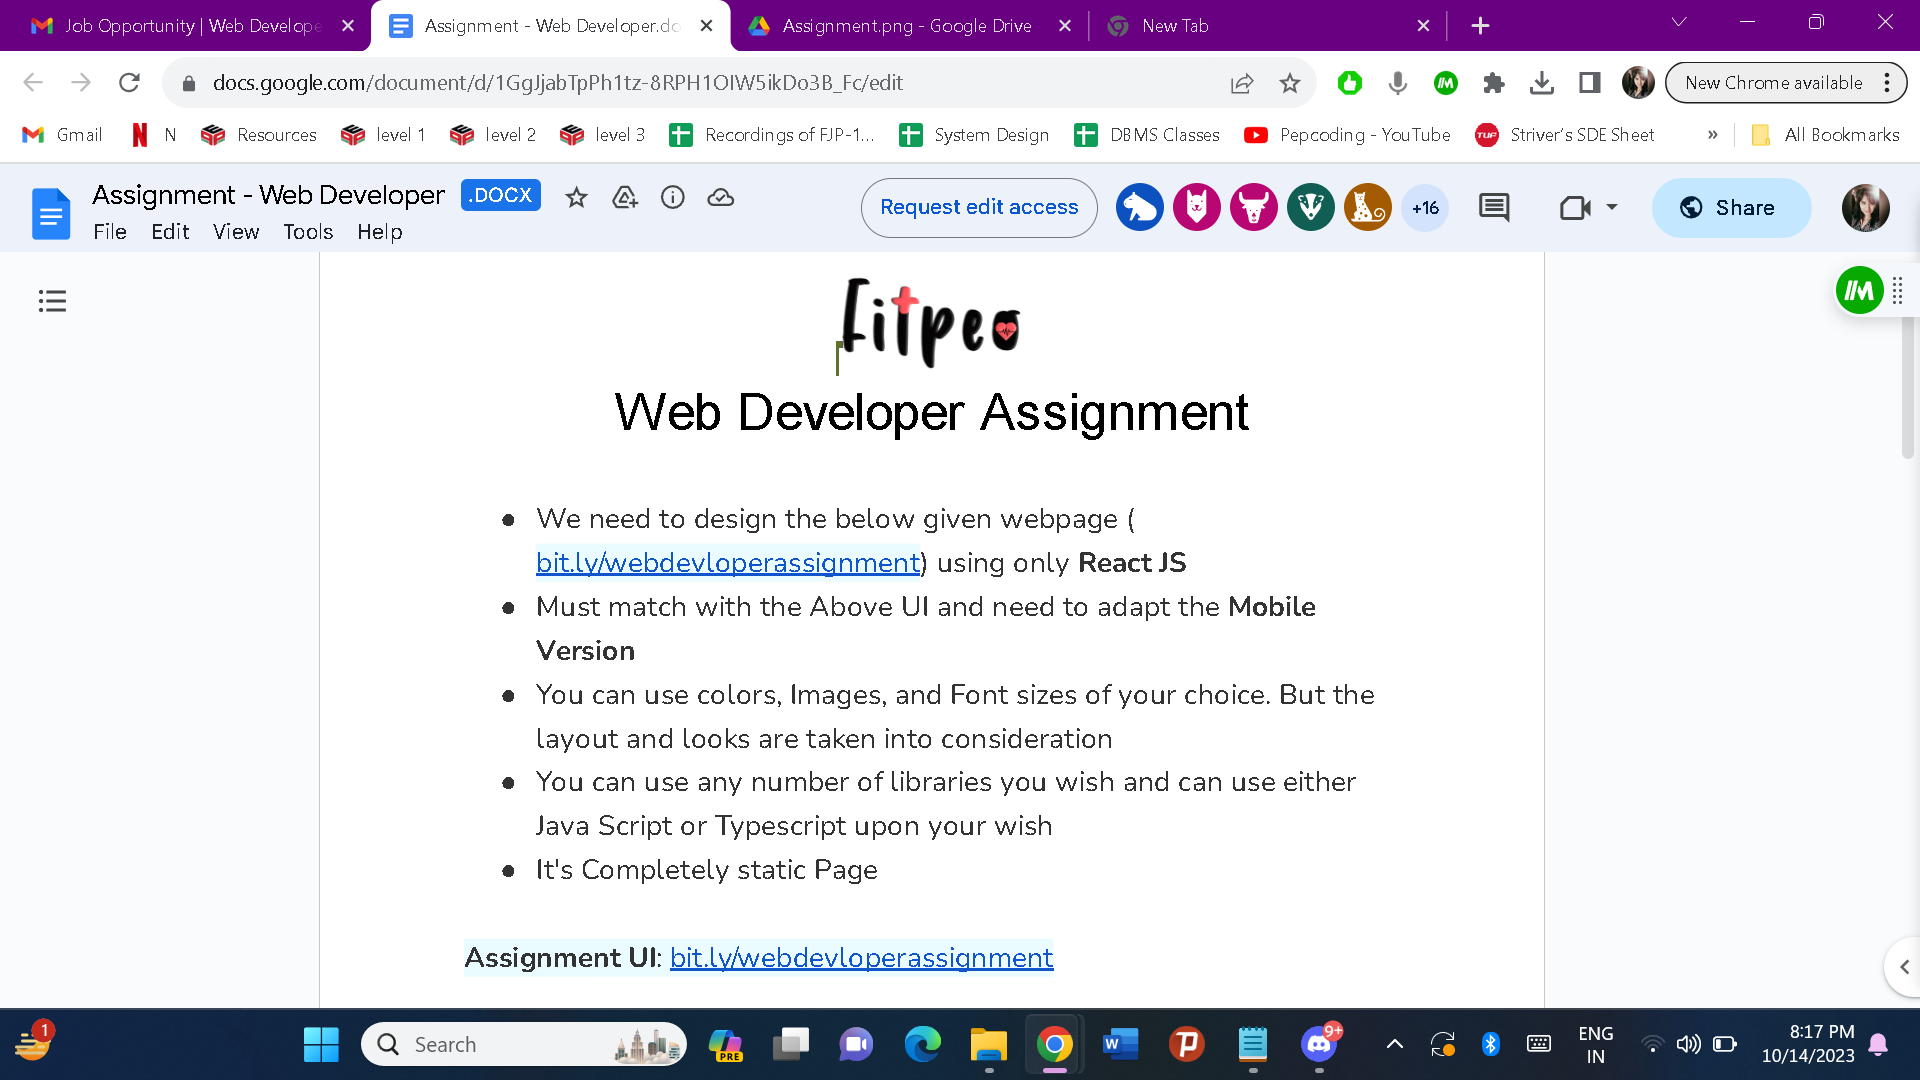 Job Opportunity | Web Develope
Assignment - Web Developer.do
Assignment.png - Google Drive
New Tab
docs.google.com/document/d/1GgJjabTpPh1tz-8RPH1OIW5ikDo3B_Fc/edit
New Chrome available
Gmail
N
Resources
level 1
level 2
level 3
Recordings of FJP-1...
System Design
DBMS Classes
Pepcoding - YouTube
TUF
Striver's SDE Sheet
»
All Bookmarks
Assignment - Web Developer .DOCX
File Edit View Tools Help
Request edit access
+16
Share
Fitpeo
Web Developer Assignment
● We need to design the below given webpage (
bit.ly/webdevloperassignment) using only React JS
● Must match with the Above UI and need to adapt the Mobile
Version
● You can use colors, Images, and Font sizes of your choice. But the
layout and looks are taken into consideration
● You can use any number of libraries you wish and can use either
Java Script or Typescript upon your wish
● It's Completely static Page
Assignment UI: bit.ly/webdevloperassignment
1
Search
PRE
W
P
9+
ENG
IN
8:17 PM
10/14/2023